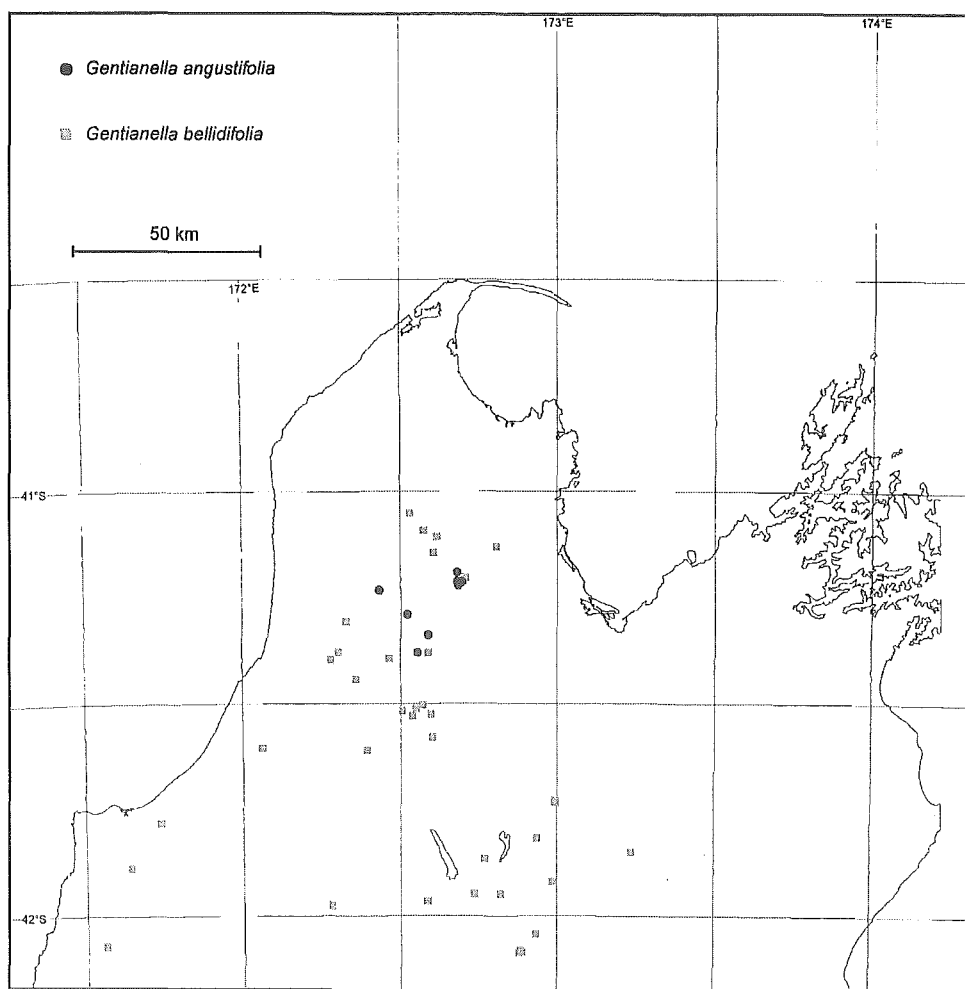 173°E
174°E
Gentianella angustifolia
Gentianella bellidifolia
50 km
172°E
41°S
42°S